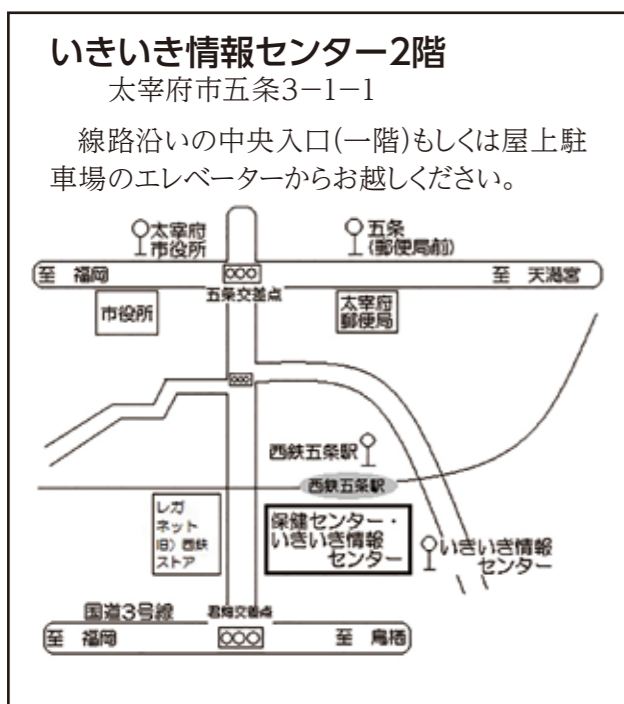 いきいき情報センター2階
太宰府市五条3−1−1
線路沿いの中央入口(一階)もしくは屋上駐
車場のエレベーターからお越しください。
太宰府
市役所
五条
(郵便局前)
至 福岡
至 天満宮
五条交差点
市役所
太宰府
郵便局
西鉄五条駅
西鉄五条駅
レガ
ネット
旧)西鉄
ストア
保健センター・
いきいき情報
センター
いきいき情報
センター
国道3号線
君畑交差点
至 福岡
至 鳥栖